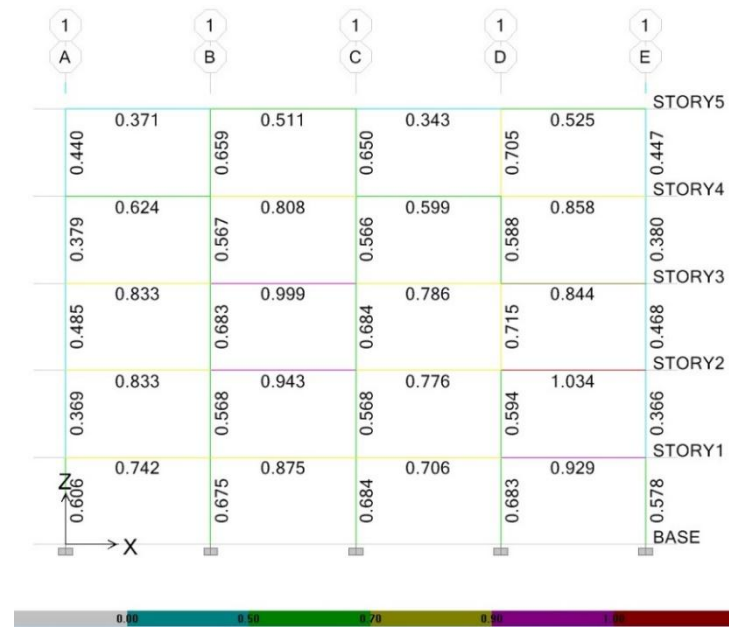 1 1 1 1 1
A B C D E
STORY5
0.371 0.511 0.343 0.525
0.440 0.659 0.650 0.705 0.447
STORY4
0.624 0.808 0.599 0.858
0.379 0.567 0.566 0.588 0.380
STORY3
0.833 0.999 0.786 0.844
0.485 0.683 0.684 0.715 0.468
STORY2
0.833 0.943 0.776 1.034
0.369 0.568 0.568 0.594 0.366
STORY1
0.742 0.875 0.706 0.929
0.606 0.675 0.684 0.683 0.578
Z
X
BASE
0.00 0.50 0.70 0.90 1.00